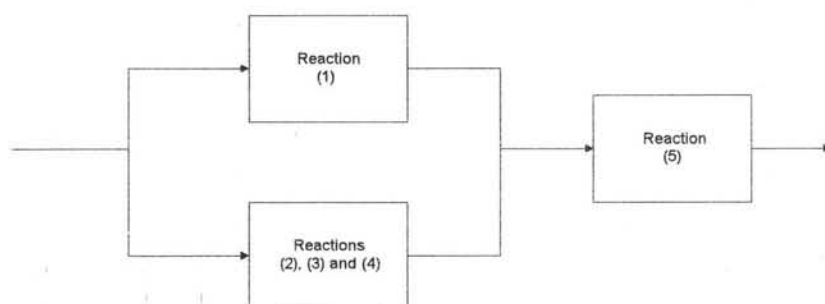 Reaction
(1)
Reaction
(5)
Reactions
(2), (3) and (4)